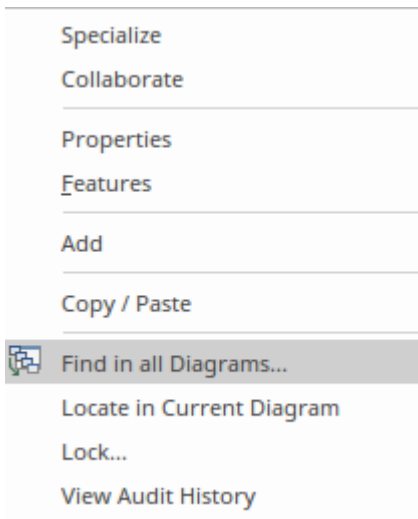 Specialize
Collaborate
Properties
Features
Add
Copy / Paste
Find in all Diagrams...
Locate in Current Diagram
Lock...
View Audit History